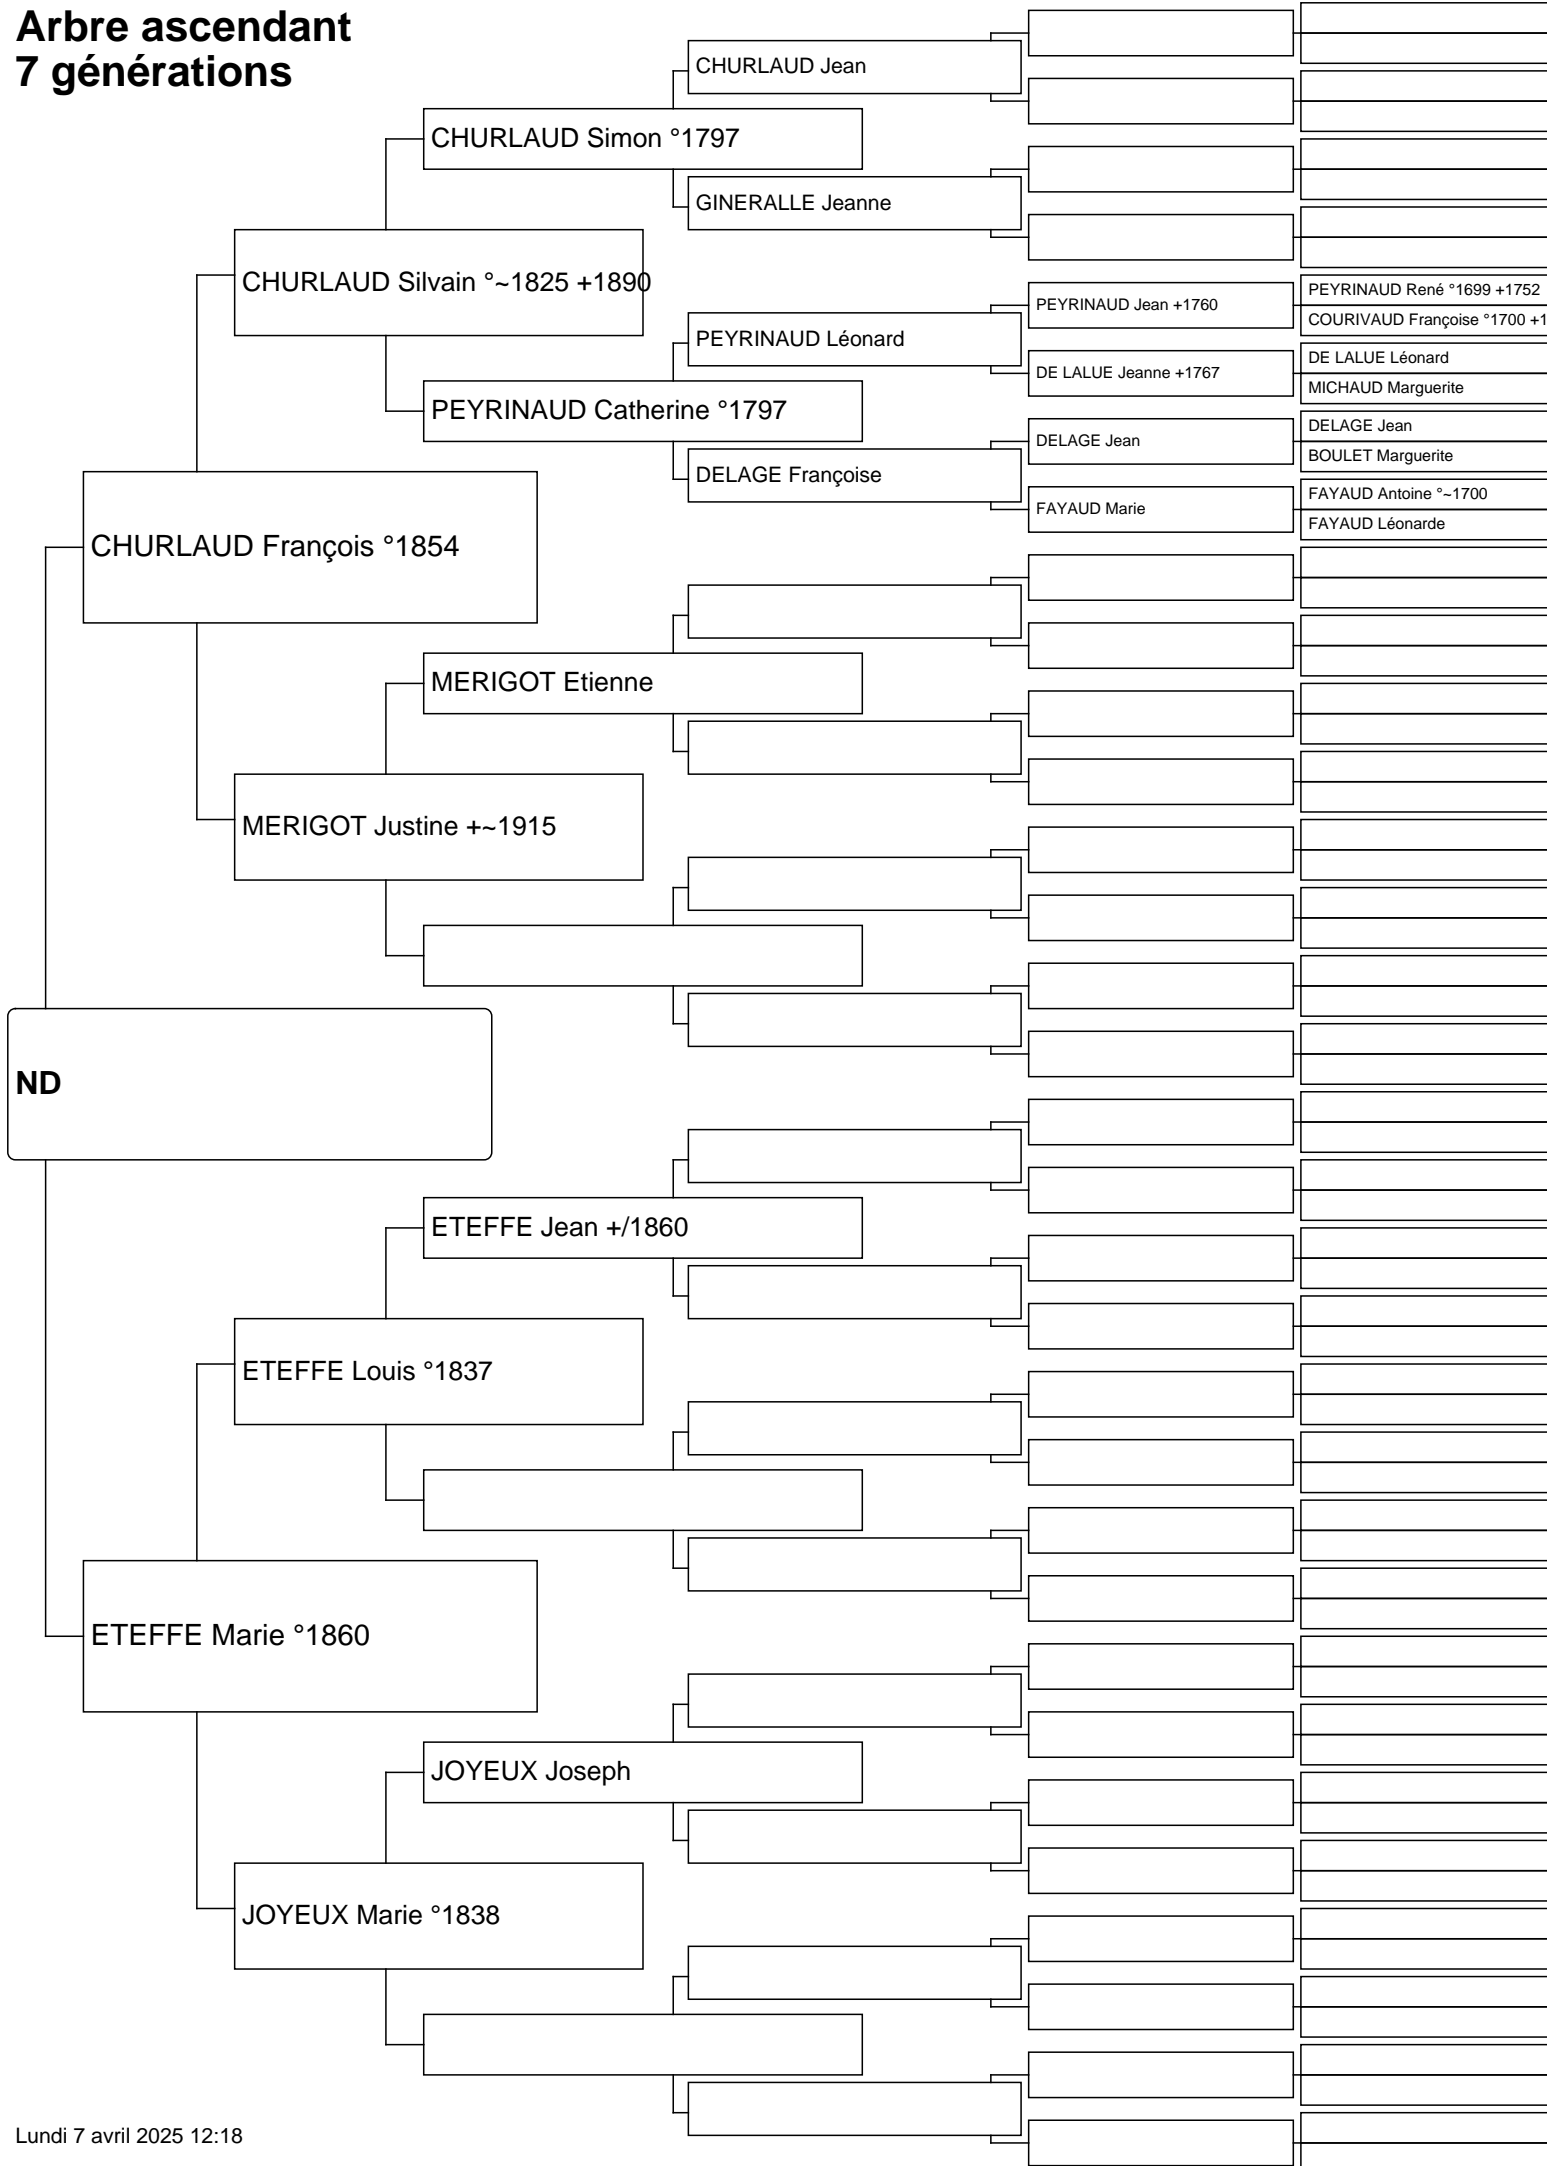 Arbre ascendant
7 générations
CHURLAUD Jean
CHURLAUD Simon °1797
GINERALLE Jeanne
CHURLAUD Silvain °~1825 +1890
PEYRINAUD René °1699 +1752
PEYRINAUD Jean +1760
COURIVAUD Françoise °1700 +1
PEYRINAUD Léonard
DE LALUE Léonard
DE LALUE Jeanne +1767
MICHAUD Marguerite
PEYRINAUD Catherine °1797
DELAGE Jean
DELAGE Jean
BOULET Marguerite
DELAGE Françoise
FAYAUD Antoine °~1700
FAYAUD Marie
FAYAUD Léonarde
CHURLAUD François °1854
MERIGOT Etienne
MERIGOT Justine +~1915
ND
ETEFFE Jean +/1860
ETEFFE Louis °1837
ETEFFE Marie °1860
JOYEUX Joseph
JOYEUX Marie °1838
Lundi 7 avril 2025 12:18